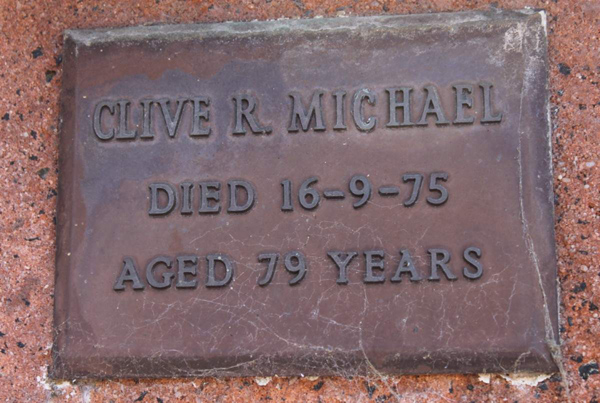 CLIVE R. MICHAEL
DIED 16-9-75
AGED 79 YEARS